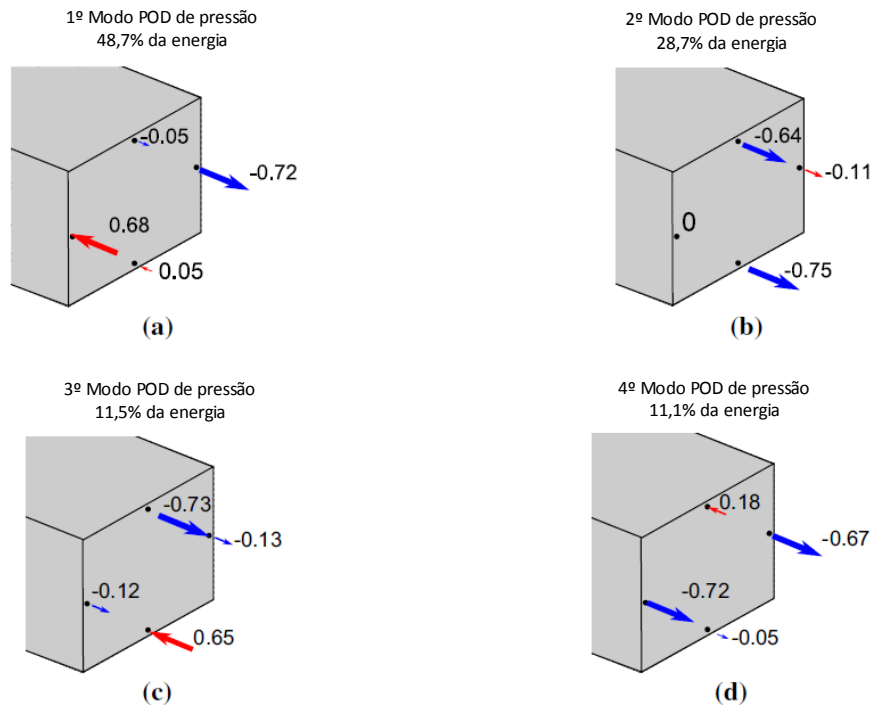 1º Modo POD de pressão
48,7% da energia
-0.05
-0.72
0.68
0.05
(a)
2º Modo POD de pressão
28,7% da energia
-0.64
-0.11
0
-0.75
(b)
3º Modo POD de pressão
11,5% da energia
-0.73
-0.13
-0.12
0.65
(c)
4º Modo POD de pressão
11,1% da energia
0.18
-0.67
-0.72
-0.05
(d)